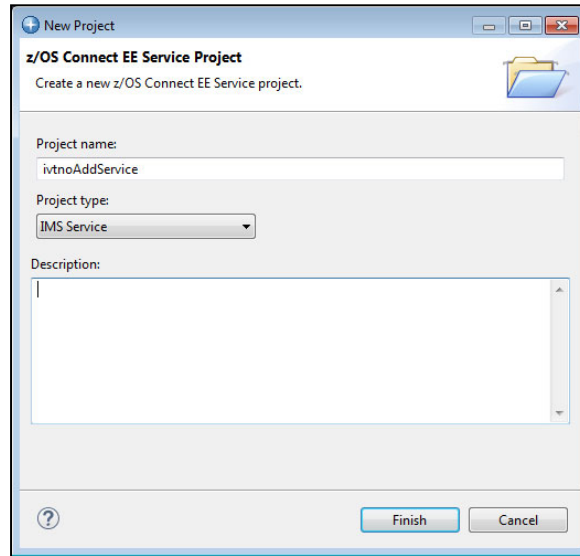 New Project
z/OS Connect EE Service Project
Create a new z/OS Connect EE Service project.
Project name:
ivtnoAddService
Project type:
IMS Service
Description:
?
Finish Cancel